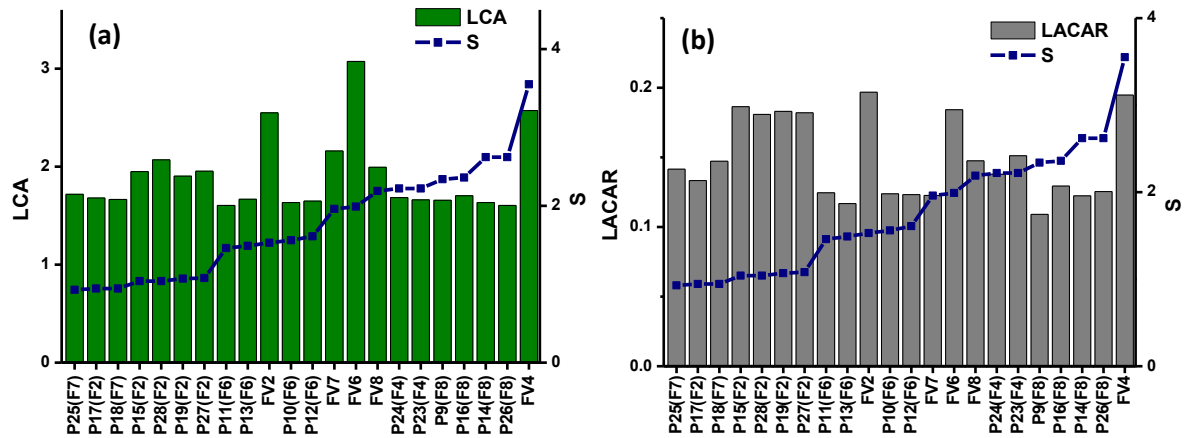 (a)
LCA
S
LCA
0
1
2
3
S
0
2
4
P25(F7)
P17(F2)
P18(F7)
P15(F2)
P28(F2)
P19(F2)
P27(F2)
P11(F6)
P13(F6)
FV2
P10(F6)
P12(F6)
FV7
FV6
FV8
P24(F4)
P23(F4)
P9(F8)
P16(F8)
P14(F8)
P26(F8)
FV4
(b)
LACAR
S
LACAR
0.0
0.1
0.2
S
0
2
4
P25(F7)
P17(F2)
P18(F7)
P15(F2)
P28(F2)
P19(F2)
P27(F2)
P11(F6)
P13(F6)
FV2
P10(F6)
P12(F6)
FV7
FV6
FV8
P24(F4)
P23(F4)
P9(F8)
P16(F8)
P14(F8)
P26(F8)
FV4